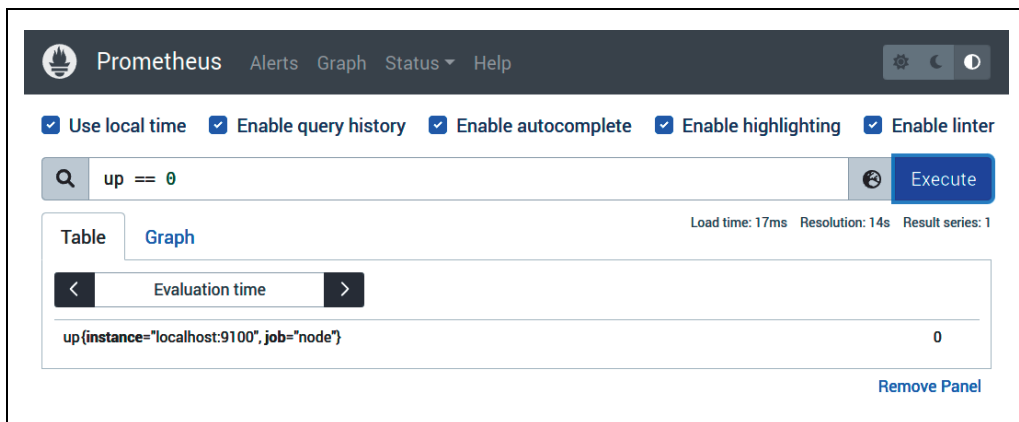 Prometheus Alerts Graph Status Help
Use local time Enable query history Enable autocomplete Enable highlighting Enable linter
up == 0 Execute
Load time: 17ms Resolution: 14s Result series: 1
Table Graph
Evaluation time
up{instance="localhost:9100", job="node"} 0
Remove Panel